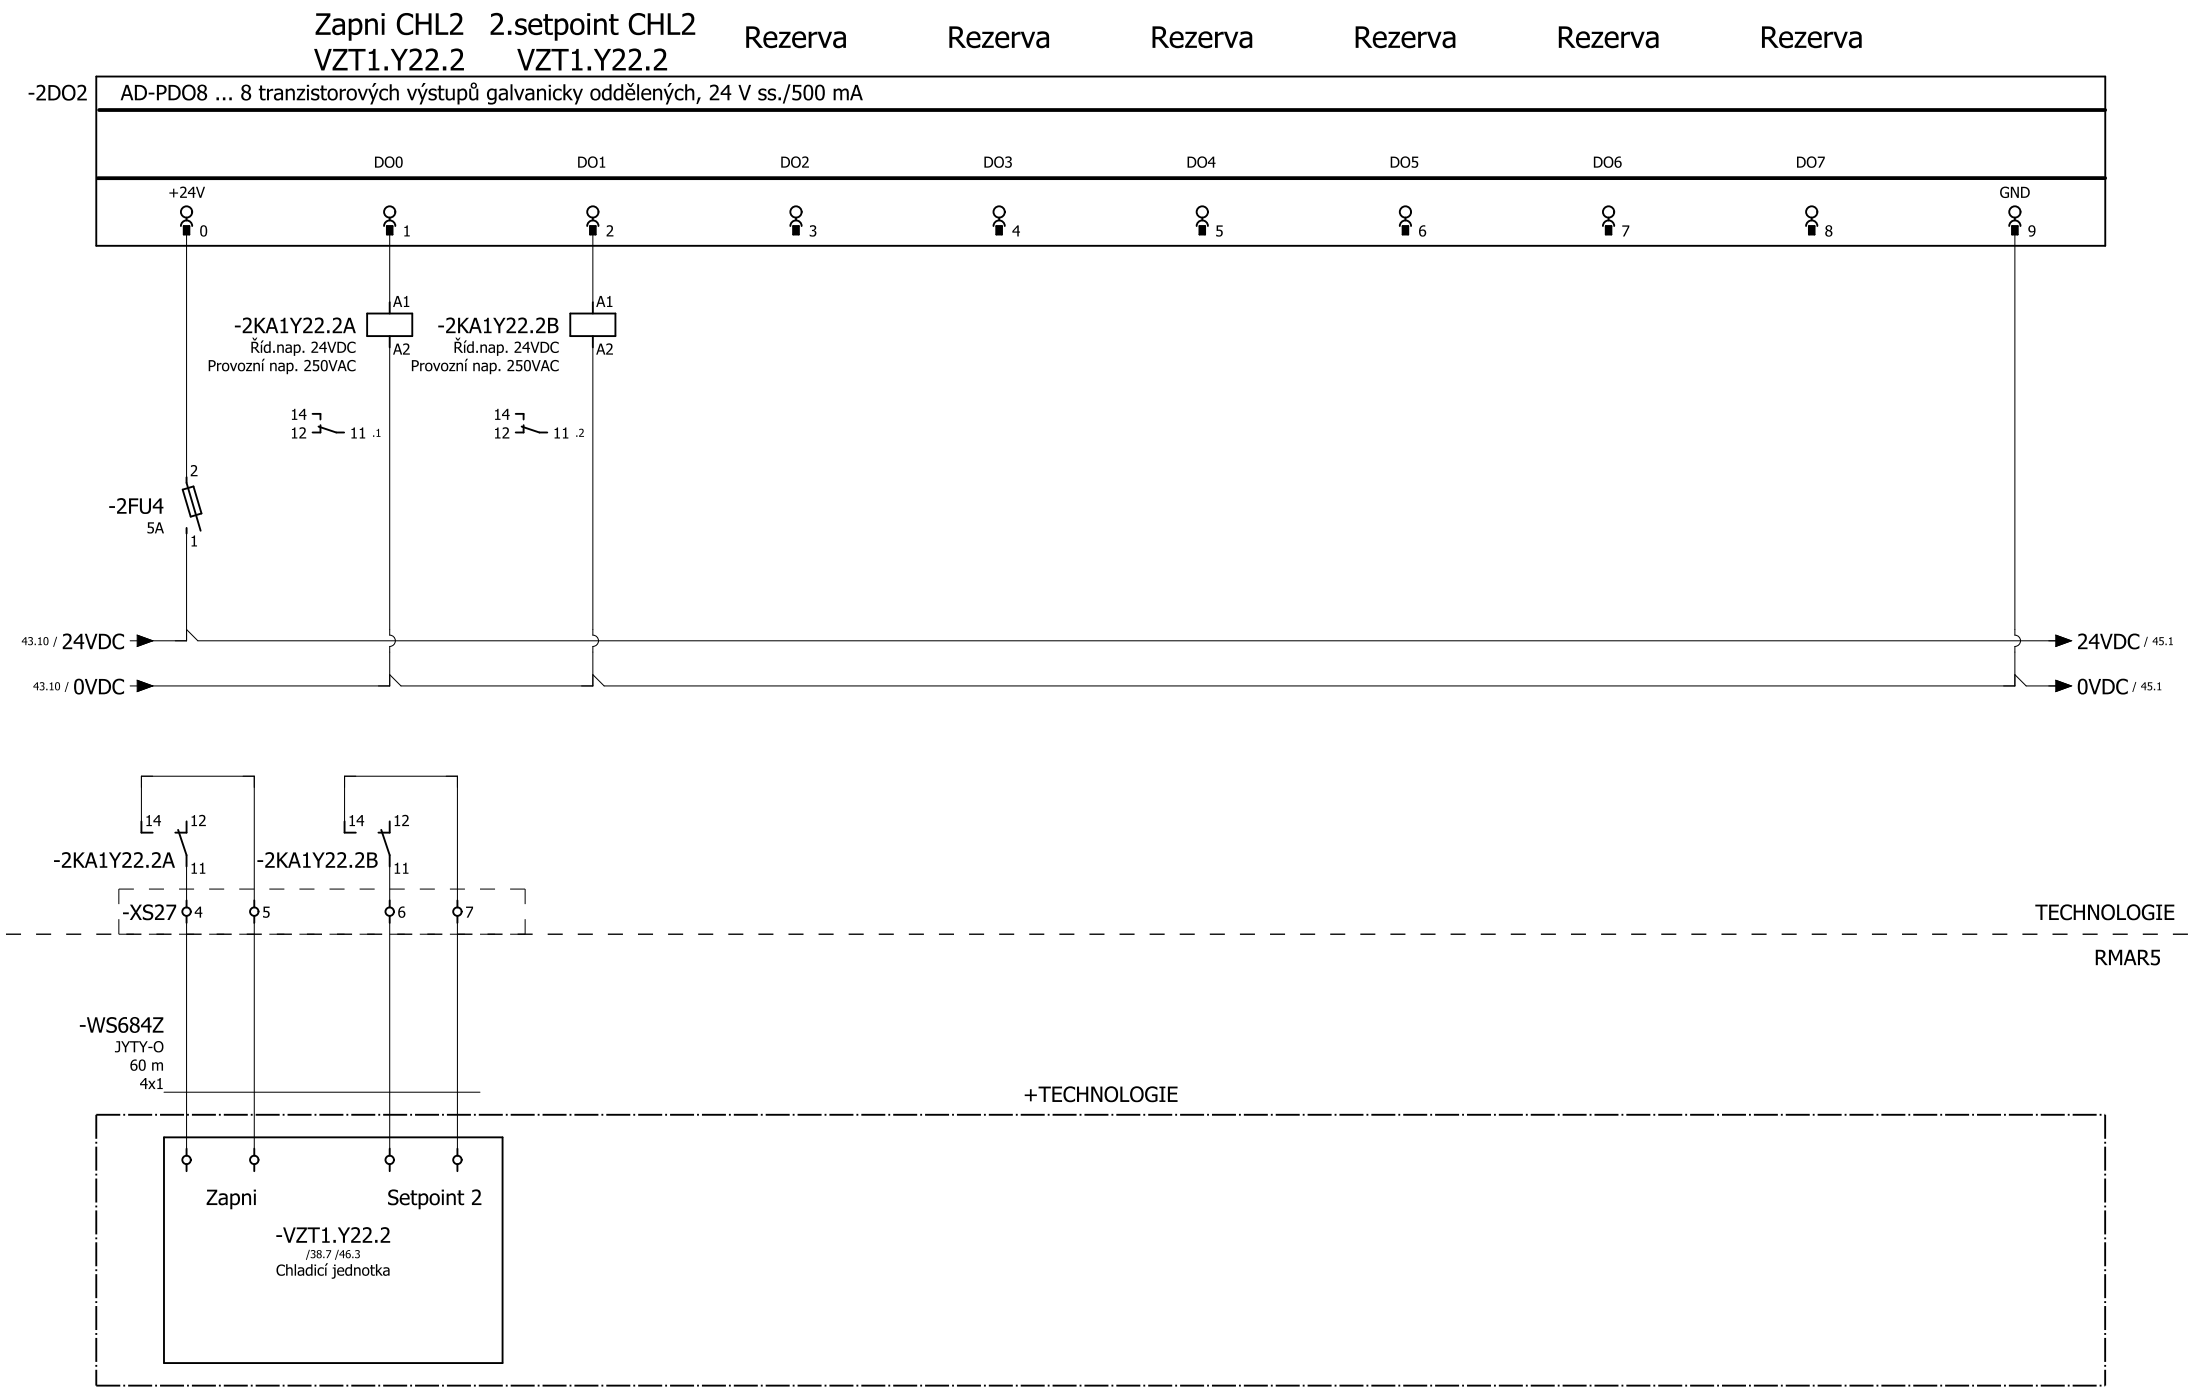 Zapni CHL2
VZT1.Y22.2
2.setpoint CHL2
VZT1.Y22.2
Rezerva
Rezerva
Rezerva
Rezerva
Rezerva
Rezerva
-2DO2
AD-PDO8 ... 8 tranzistorových výstupů galvanicky oddělených, 24 V ss./500 mA
DO0
DO1
DO2
DO3
DO4
DO5
DO6
DO7
+24V
GND
0
1
2
3
4
5
6
7
8
9
A1
-2KA1Y22.2A
Říd.nap. 24VDC
A2
Provozní nap. 250VAC
A1
-2KA1Y22.2B
Říd.nap. 24VDC
A2
Provozní nap. 250VAC
14
12
11 .1
14
12
11 .2
2
-2FU4
5A
1
43.10 / 24VDC
24VDC / 45.1
43.10 / 0VDC
0VDC / 45.1
14
12
-2KA1Y22.2A
11
14
12
-2KA1Y22.2B
11
-XS27
4
5
6
7
TECHNOLOGIE
RMAR5
-WS684Z
JYTY-O
60 m
4x1
+TECHNOLOGIE
Zapni
Setpoint 2
-VZT1.Y22.2
/38.7 /46.3
Chladicí jednotka